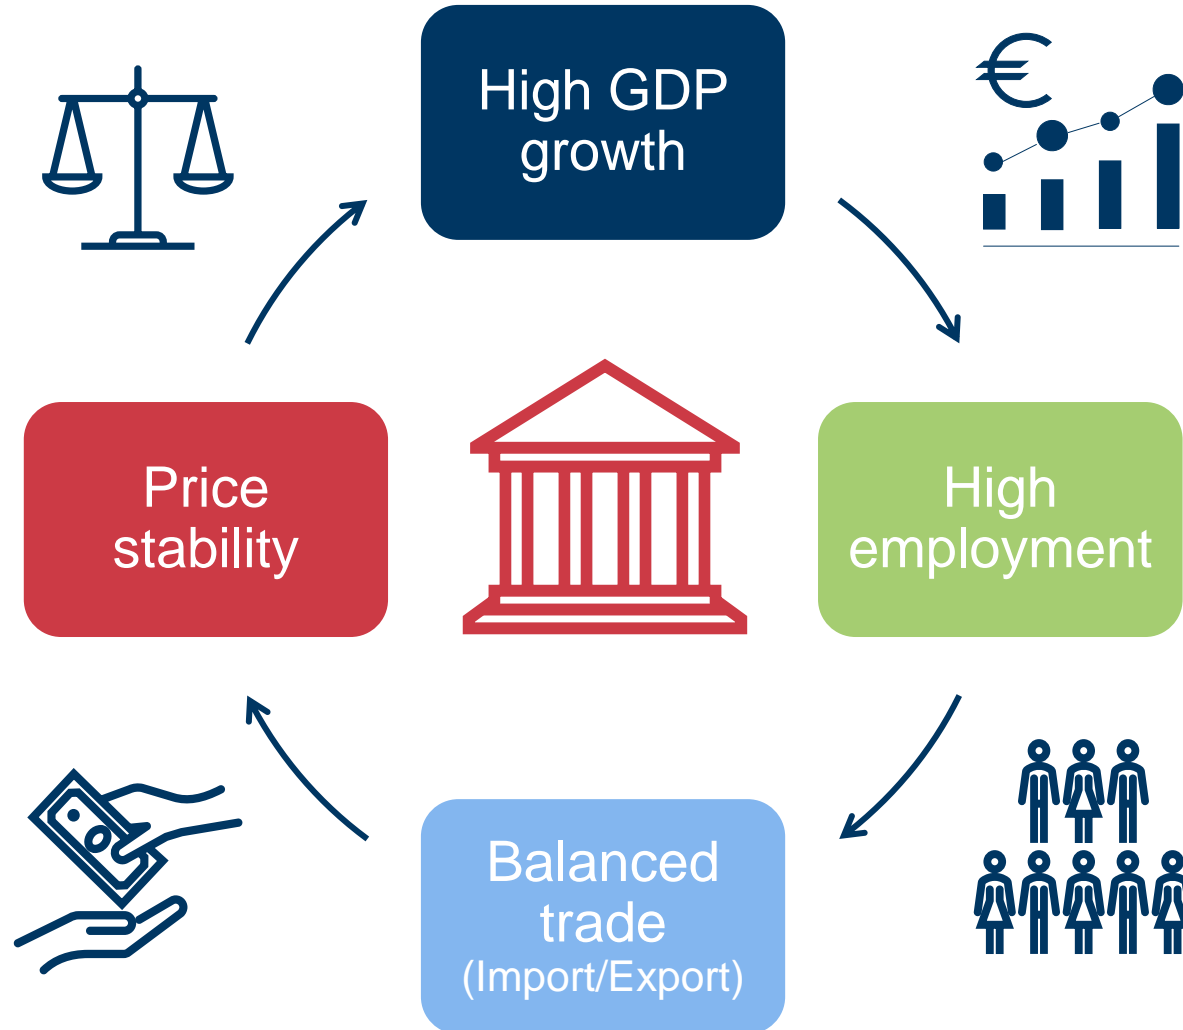 High GDP
growth
Price
stability
High
employment
Balanced
trade
(Import/Export)